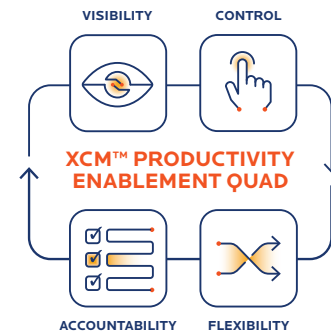 VISIBILITY
CONTROL
XCM™ PRODUCTIVITY
ENABLEMENT QUAD
ACCOUNTABILITY
FLEXIBILITY